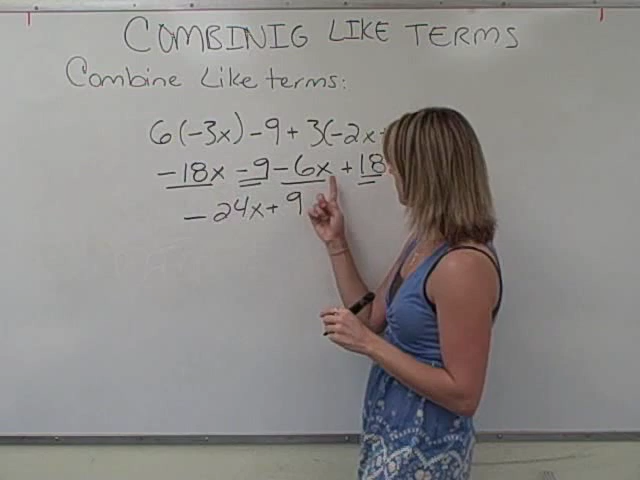 COMBINIG LIKE TERMS
Combine Like terms:
6(-3x)-9+3(-2x+
-18x -9-6x+18
-24x+9